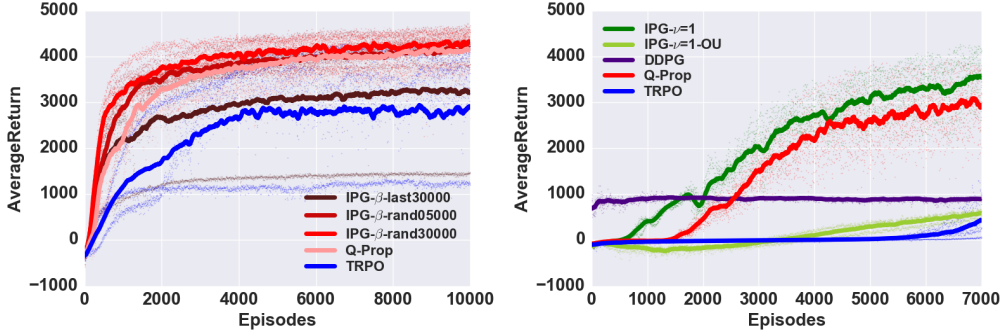 5000
4000
3000
2000
1000
0
−1000
AverageReturn
0
2000
4000
6000
8000
10000
Episodes
IPG-β-last30000
IPG-β-rand05000
IPG-β-rand30000
Q-Prop
TRPO
5000
4000
3000
2000
1000
0
−1000
AverageReturn
0
1000
2000
3000
4000
5000
6000
7000
Episodes
IPG-ν=1
IPG-ν=1-OU
DDPG
Q-Prop
TRPO